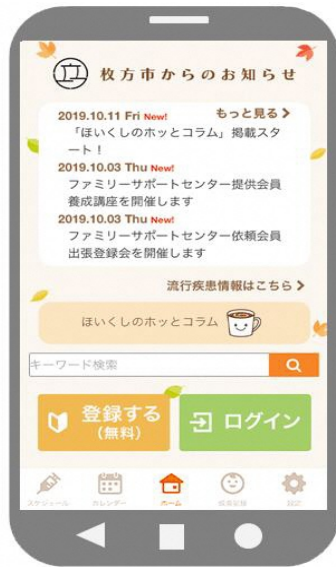 枚方市からのお知らせ
2019.10.11 Fri New! もっと見る
「ほいくしのホッとコラム」掲載スタ
ート！
2019.10.03 Thu New!
ファミリーサポートセンター提供会員
養成講座を開催します
2019.10.03 Thu New!
ファミリーサポートセンター依頼会員
出張登録会を開催します
流行疾患情報はこちら
ほいくしのホッとコラム
キーワード検索
登録する
（無料）
ログイン
スケジュール カレンダー ホーム 設定